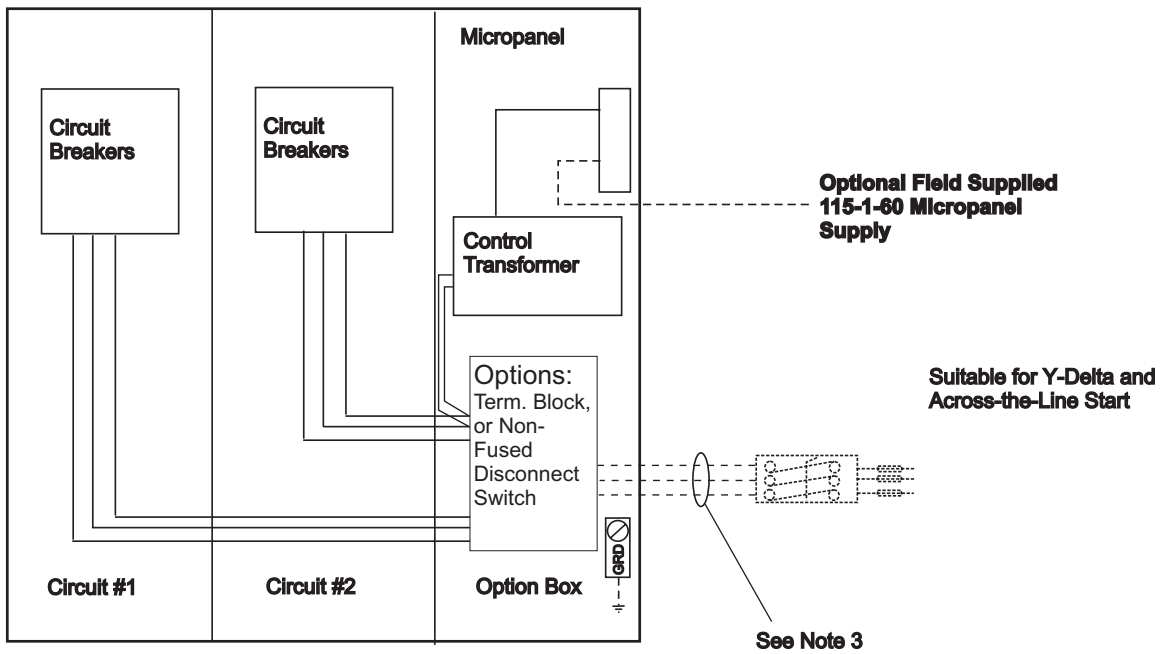 Micropanel
Circuit
Breakers
Circuit
Breakers
Optional Field Supplied
115-1-60 Micropanel
Supply
Control
Transformer
Options:
Term. Block,
or Non-
Fused
Disconnect
Switch
Suitable for Y-Delta and
Across-the-Line Start
GRD
Circuit #1
Circuit #2
Option Box
See Note 3